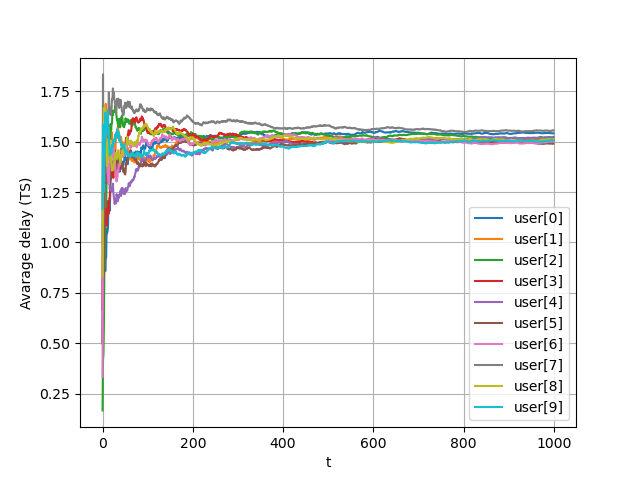 Avarage delay (TS)
1.75
1.50
1.25
1.00
0.75
0.50
0.25
0 200 400 600 800 1000
t
user[0]
user[1]
user[2]
user[3]
user[4]
user[5]
user[6]
user[7]
user[8]
user[9]